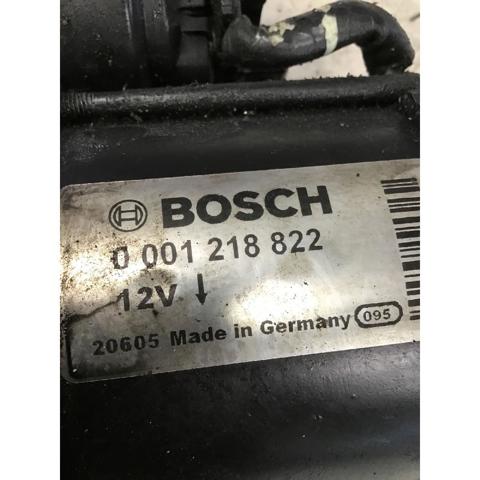 BOSCH
0 001 218 822
12V ↓
20605 Made in Germany 095